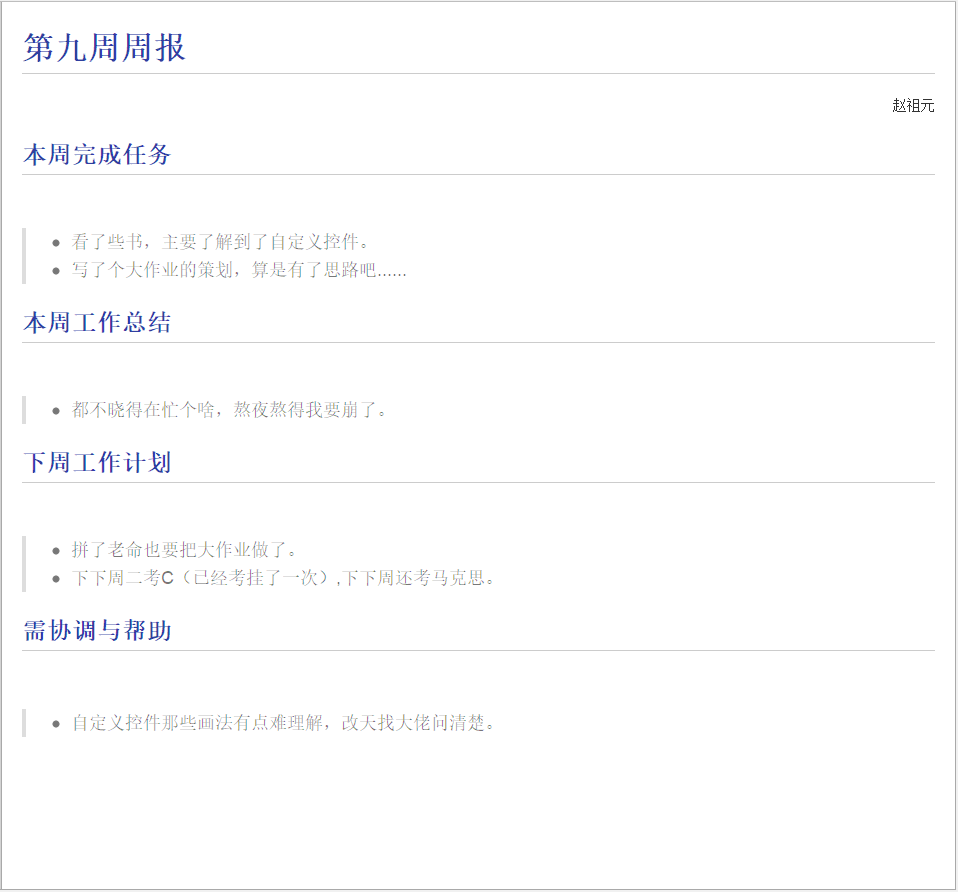 第九周周报
赵祖元
本周完成任务
看了些书，主要了解到了自定义控件。
写了个大作业的策划，算是有了思路吧......
本周工作总结
都不晓得在忙个啥，熬夜熬得我要崩了。
下周工作计划
拼了老命也要把大作业做了。
下下周二考C（已经考挂了一次）,下下周还考马克思。
需协调与帮助
自定义控件那些画法有点难理解，改天找大佬问清楚。